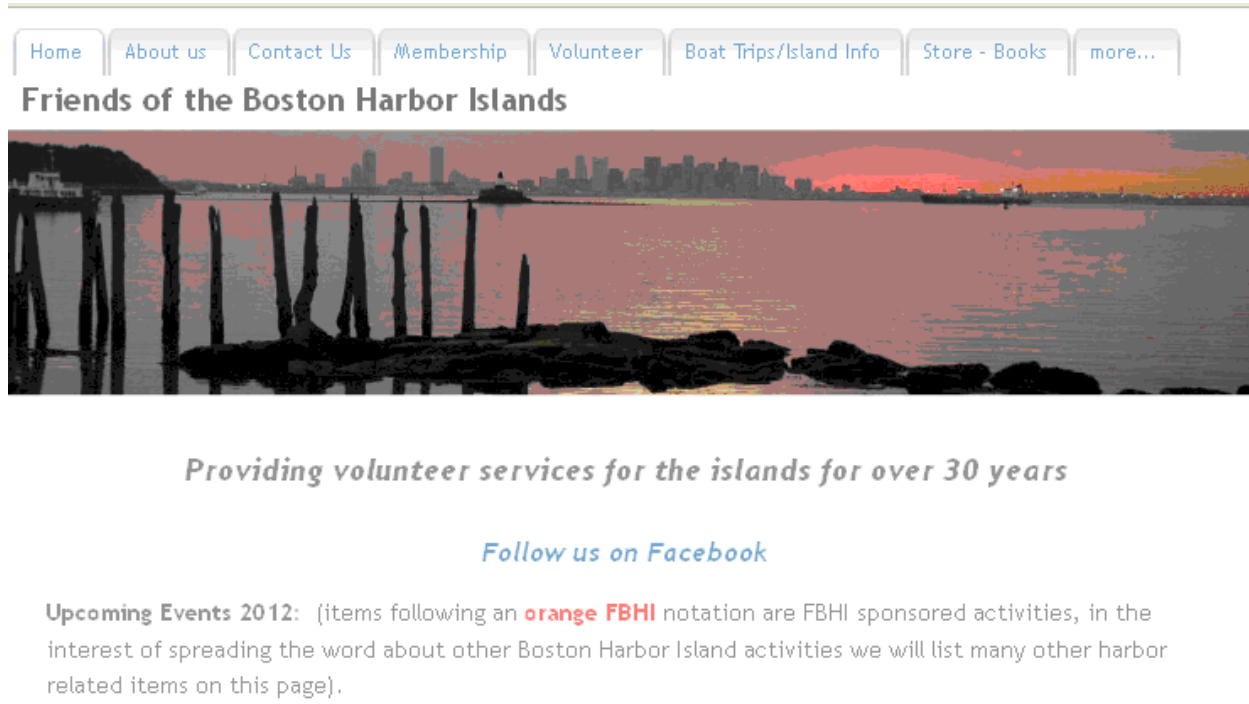 Home About us Contact Us Membership Volunteer Boat Trips/Island Info Store - Books more...
Friends of the Boston Harbor Islands
Providing volunteer services for the islands for over 30 years
Follow us on Facebook
Upcoming Events 2012: (items following an orange FBHI notation are FBHI sponsored activities, in the
interest of spreading the word about other Boston Harbor Island activities we will list many other harbor
related items on this page).